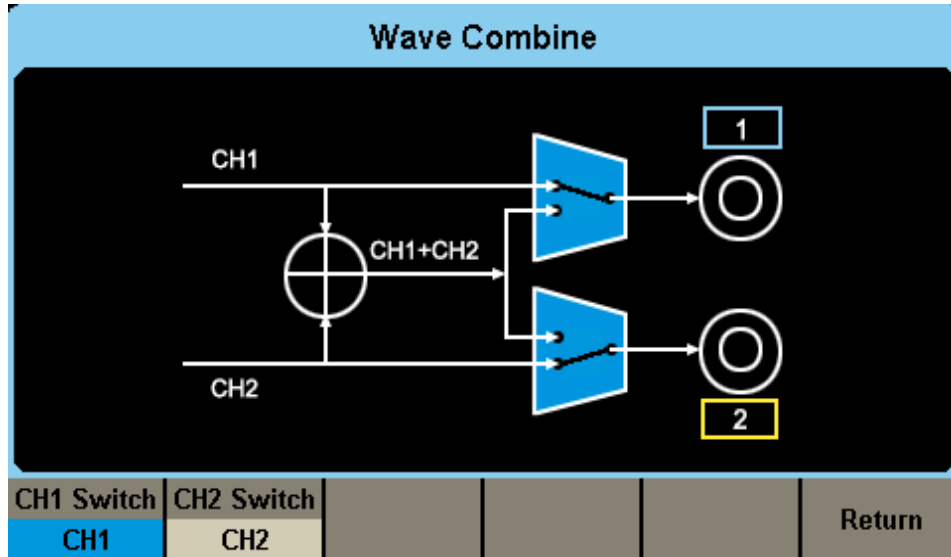 Wave Combine
1
CH1
CH1+CH2
CH2
2
CH1 Switch
CH1
CH2 Switch
CH2
Return